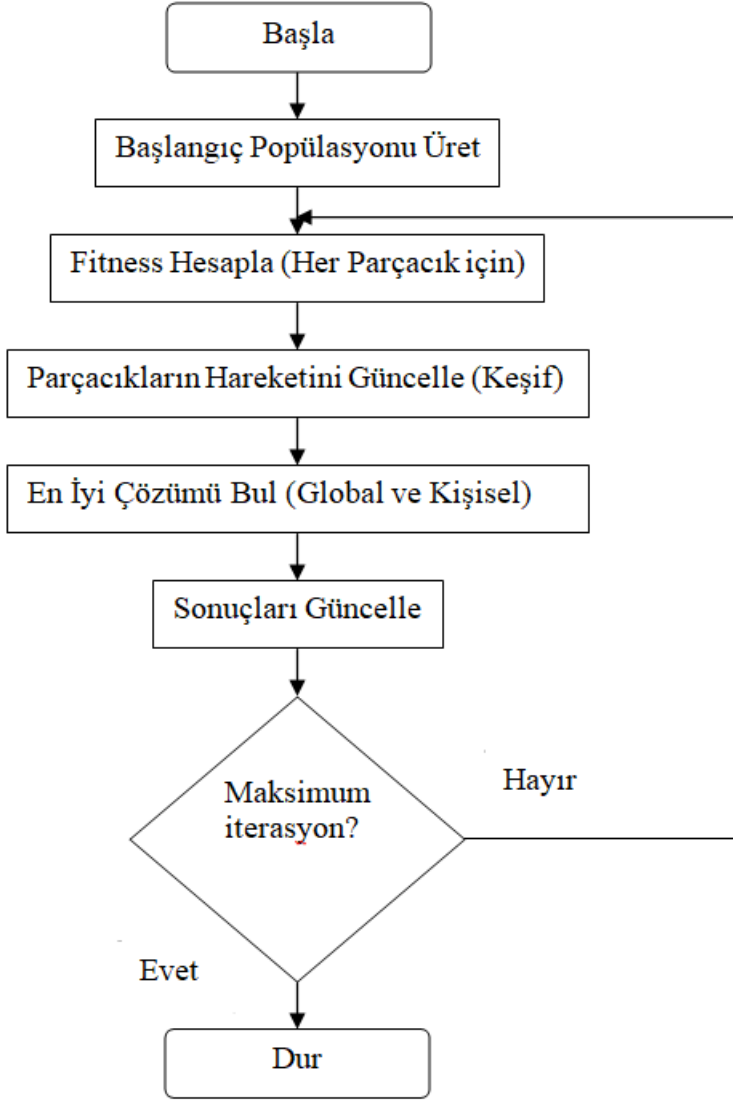 Başla
Başlangıç Popülasyonu Üret
Fitness Hesapla (Her Parçacık için)
Parçacıkların Hareketini Güncelle (Keşif)
En İyi Çözümü Bul (Global ve Kişisel)
Sonuçları Güncelle
Maksimum
iterasyon?
Hayır
Evet
Dur